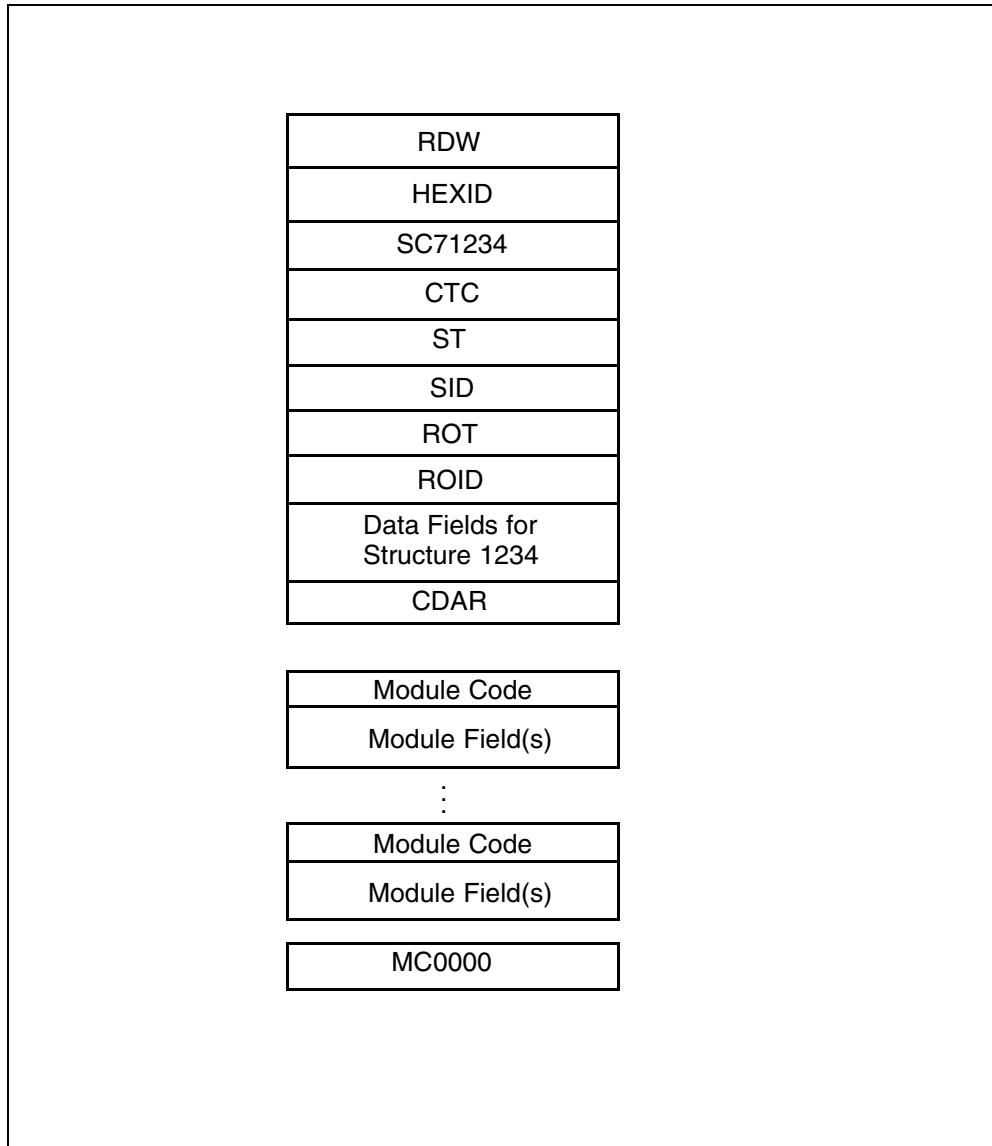 RDW
HEXID
SC71234
CTC
ST
SID
ROT
ROID
Data Fields for
Structure 1234
CDAR
Module Code
Module Field(s)
Module Code
Module Field(s)
MC0000